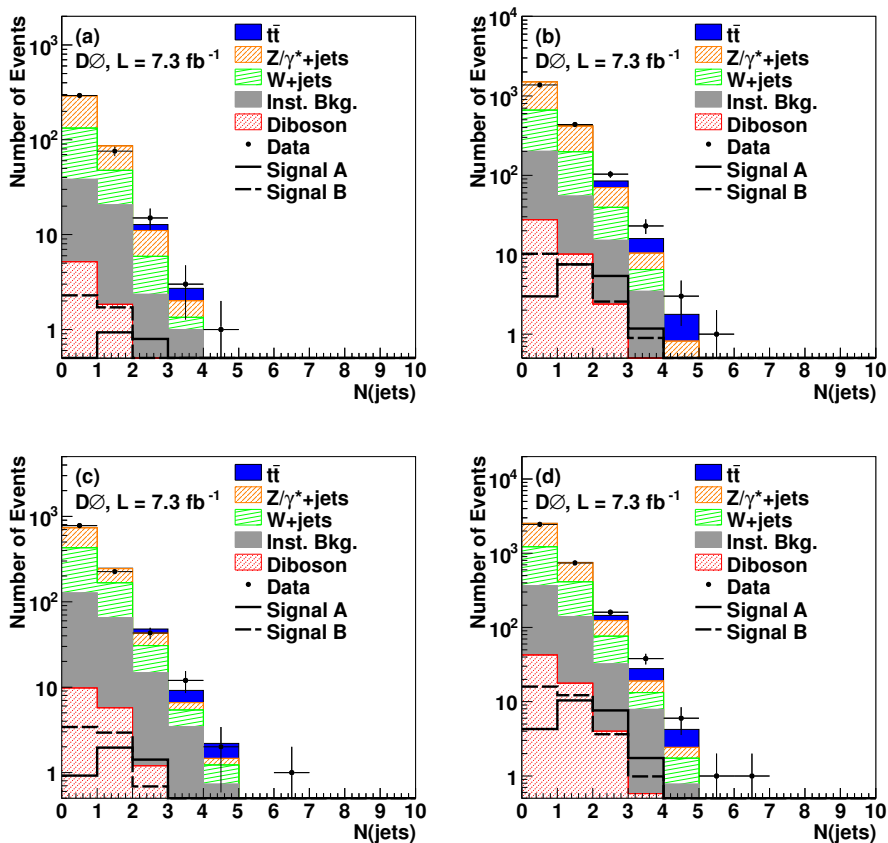 (a)
DØ, L = 7.3 fb⁻¹
tt̄
Z/γ*+jets
W+jets
Inst. Bkg.
Diboson
Data
Signal A
Signal B
Number of Events
10³
10²
10
1
0 1 2 3 4 5 6 7 8 9 10
N(jets)
(b)
DØ, L = 7.3 fb⁻¹
tt̄
Z/γ*+jets
W+jets
Inst. Bkg.
Diboson
Data
Signal A
Signal B
Number of Events
10⁴
10³
10²
10
1
0 1 2 3 4 5 6 7 8 9 10
N(jets)
(c)
DØ, L = 7.3 fb⁻¹
tt̄
Z/γ*+jets
W+jets
Inst. Bkg.
Diboson
Data
Signal A
Signal B
Number of Events
10³
10²
10
1
0 1 2 3 4 5 6 7 8 9 10
N(jets)
(d)
DØ, L = 7.3 fb⁻¹
tt̄
Z/γ*+jets
W+jets
Inst. Bkg.
Diboson
Data
Signal A
Signal B
Number of Events
10⁴
10³
10²
10
1
0 1 2 3 4 5 6 7 8 9 10
N(jets)